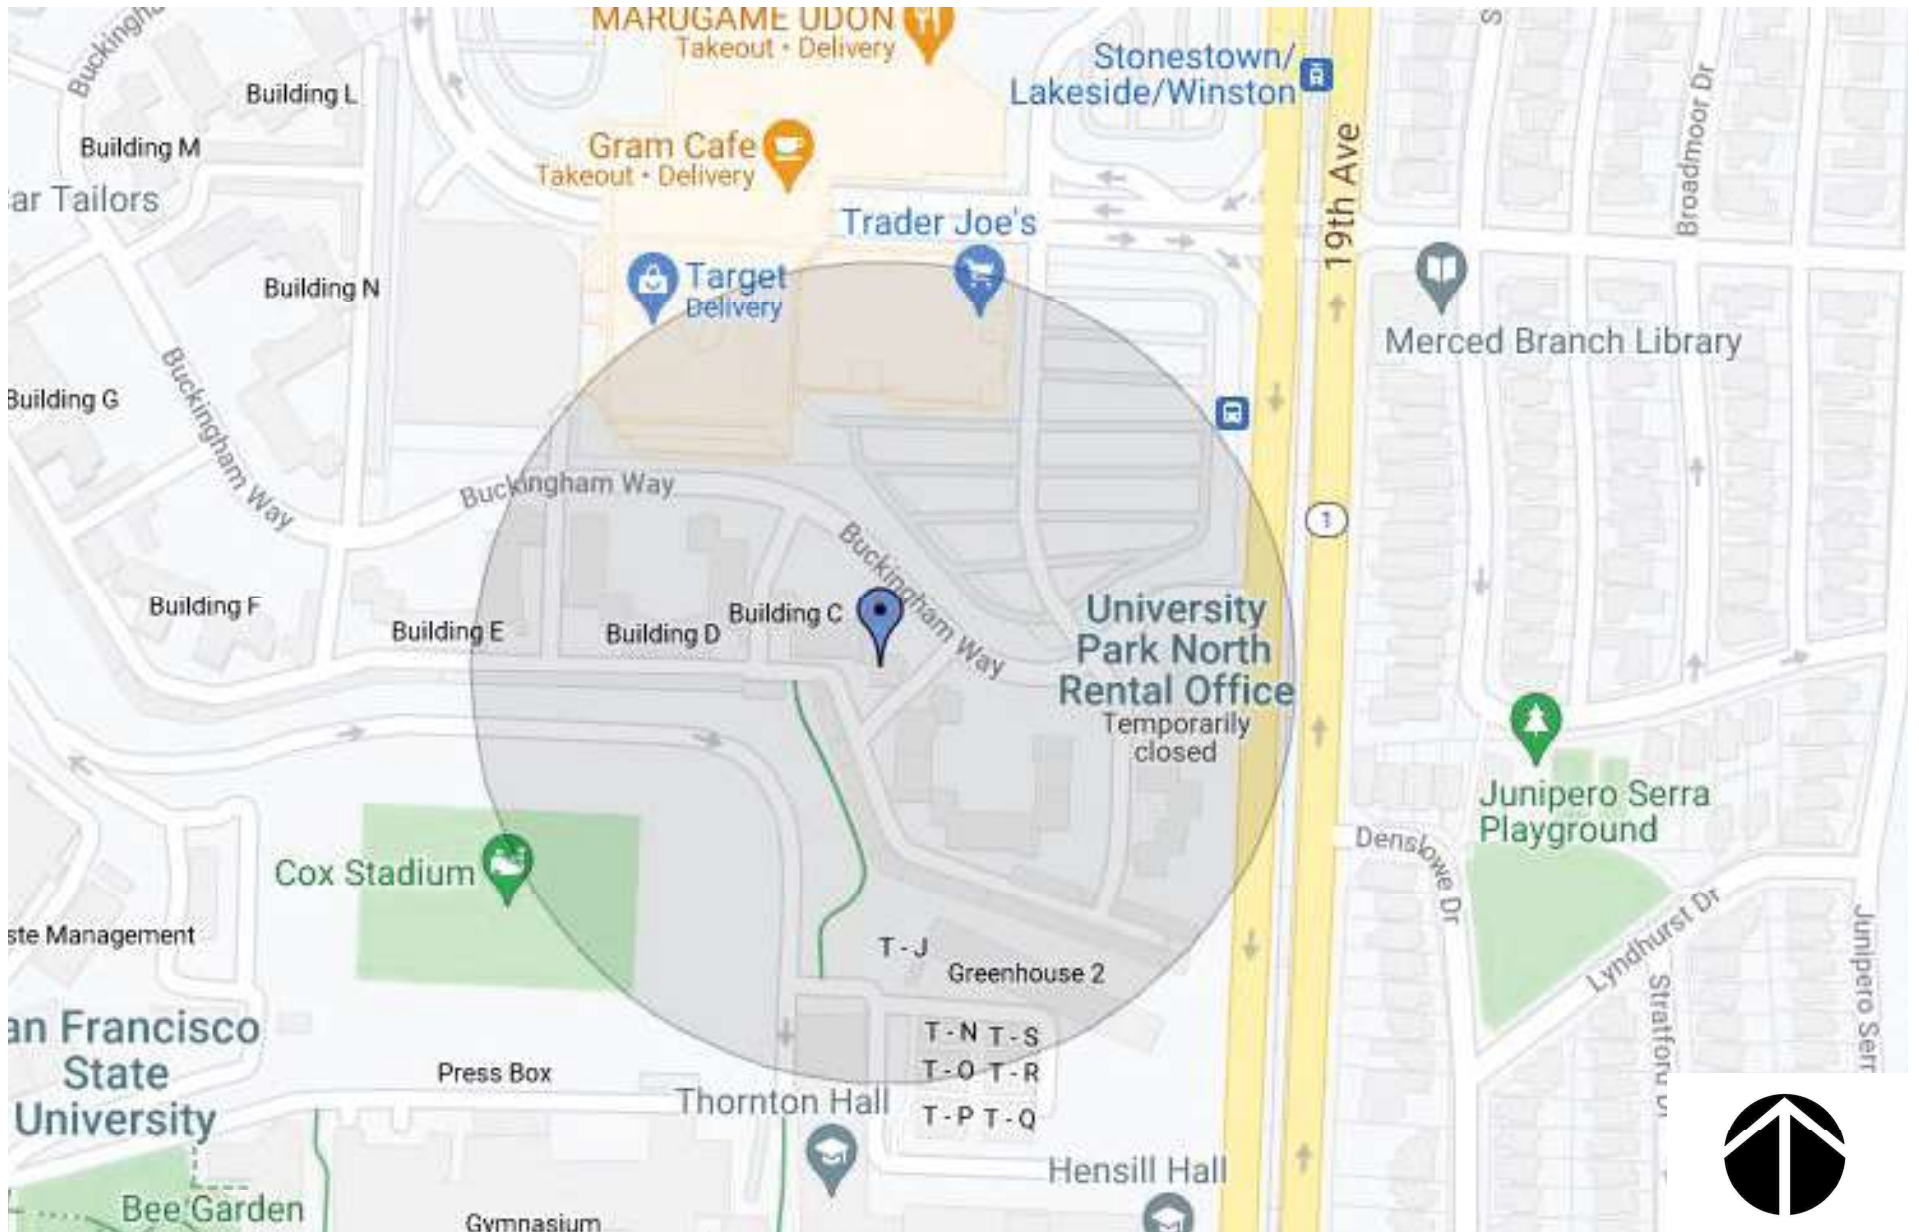 MARUGAME UDON
Takeout • Delivery
Buckingh
Stonestown/
Lakeside/Winston
S
Building L
Broadmoor Dr
Building M
Gram Cafe
Takeout • Delivery
19th Ave
ar Tailors
Trader Joe's
Building N
Target
Delivery
Merced Branch Library
Building G
Buckingham Way
Buckingham Way
Buckingham Way
1
Building F
Building E
Building D
Building C
University
Park North
Rental Office
Temporarily
closed
Junipero Serra
Playground
Denslowe Dr
Cox Stadium
Lyndhurst Dr
ste Management
T - J
Greenhouse 2
Junipero Serr
Stratford Dr
an Francisco
State
University
T - N T - S
T - O T - R
T - P T - Q
Press Box
Thornton Hall
Hensill Hall
Bee Garden
Gymnasium